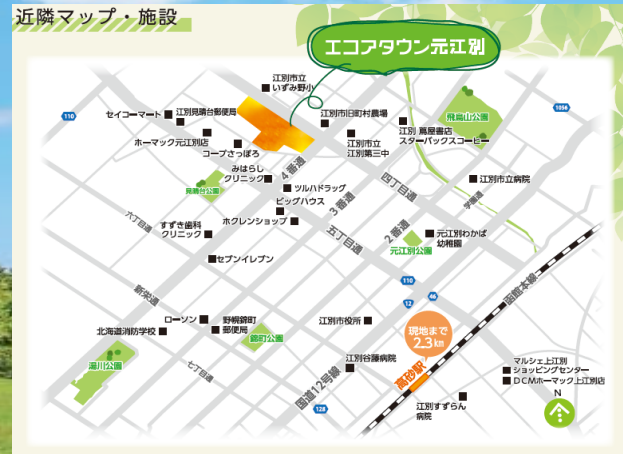 近隣マップ・施設
エコアタウン元江別
江別市立
いずみ野小
110
セイコーマート
江別見晴台郵便局
江別市旧町村農場
飛烏山公園
1056
ホーマック元江別店
江別市立
江別第三中
江別 蔦屋書店
スターバックスコーヒー
コープさっぽろ
みはらし
クリニック
4番通
四丁目通
学園通
江別市立病院
見晴台公園
ツルハドラッグ
ビッグハウス
3番通
2番通
六丁目通
すずき歯科
クリニック
ホクレンショップ
五丁目通
元江別わかば
幼稚園
元江別公園
セブンイレブン
110
新栄通
12
46
函館本線
ローソン
野幌錦町
郵便局
江別市役所
現地まで
2.3km
北海道消防学校
錦町公園
湯川公園
七丁目通
江別谷藤病院
高砂駅
マルシェ上江別
ショッピングセンター
DCMホーマック上江別店
国道12号線
128
江別すずらん
病院
N